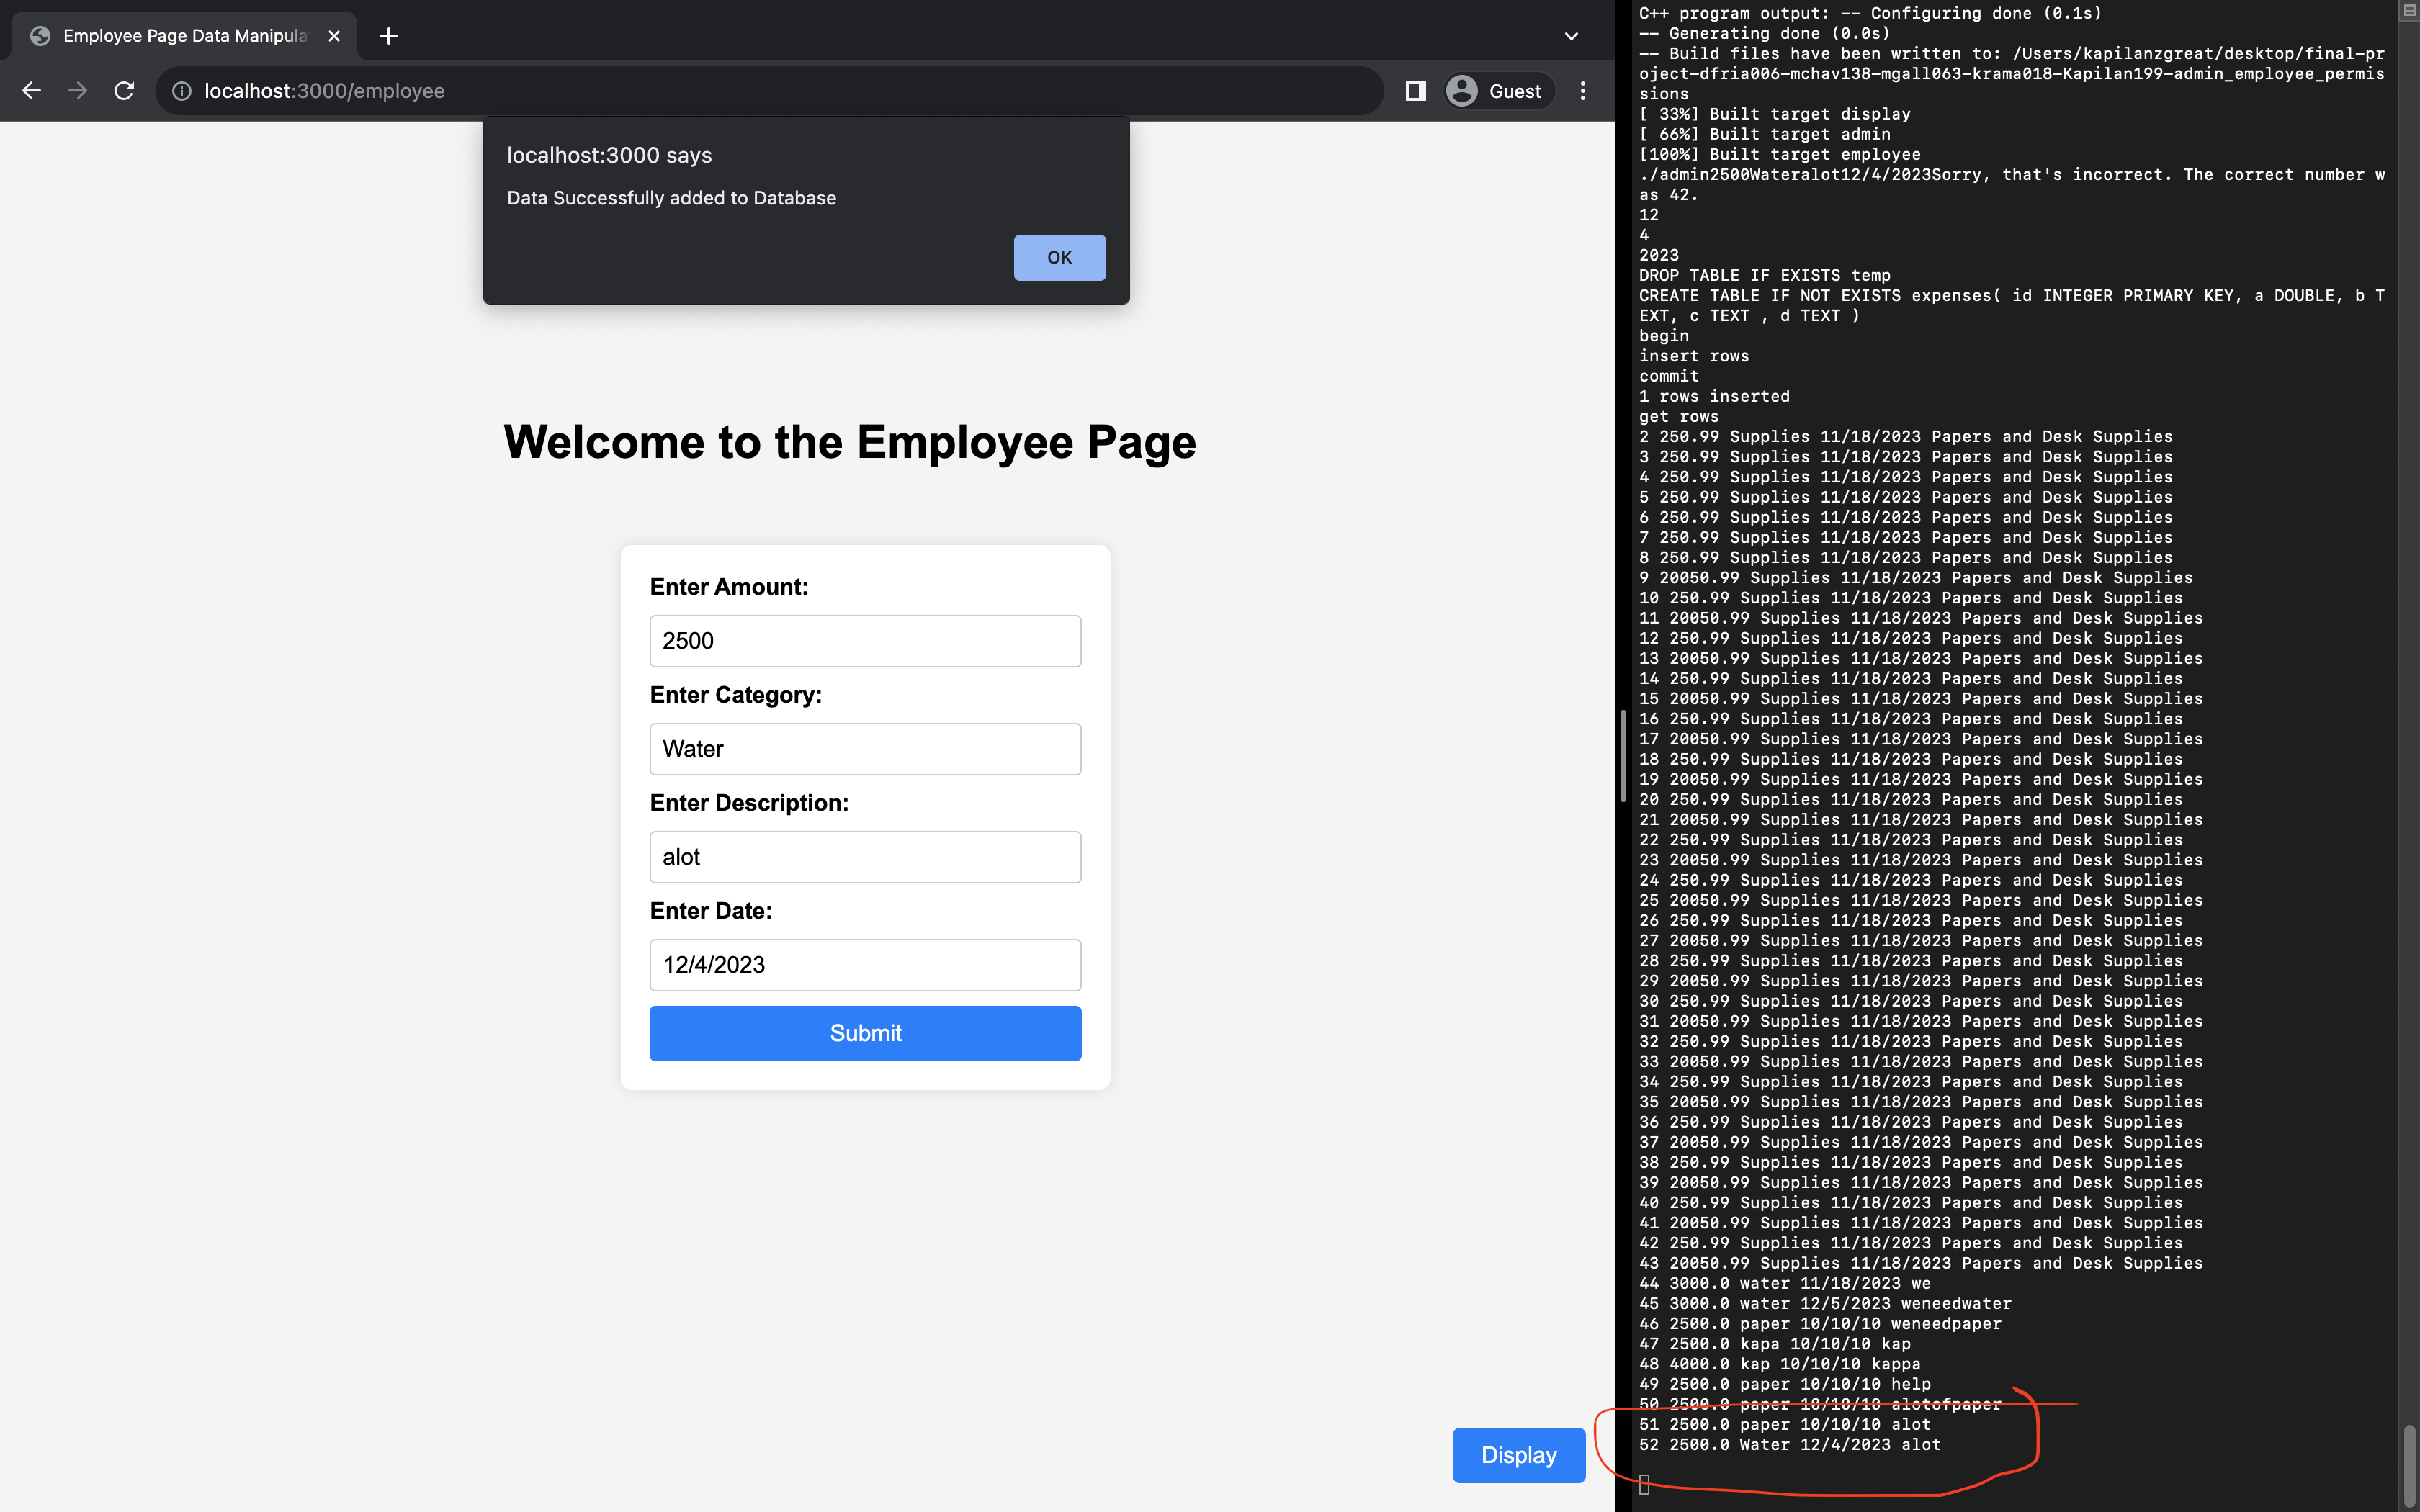 Employee Page Data Manipula
localhost:3000/employee
Guest
localhost:3000 says
Data Successfully added to Database
OK
Welcome to the Employee Page
Enter Amount:
2500
Enter Category:
Water
Enter Description:
alot
Enter Date:
12/4/2023
Submit
Display
C++ program output: -- Configuring done (0.1s)
-- Generating done (0.0s)
-- Build files have been written to: /Users/kapilanzgreat/desktop/final-pr
oject-dfria006-mchav138-mgall063-krama018-Kapilan199-admin_employee_permis
sions
[ 33%] Built target display
[ 66%] Built target admin
[100%] Built target employee
./admin2500Wateralot12/4/2023Sorry, that's incorrect. The correct number w
as 42.
12
4
2023
DROP TABLE IF EXISTS temp
CREATE TABLE IF NOT EXISTS expenses( id INTEGER PRIMARY KEY, a DOUBLE, b T
EXT, c TEXT , d TEXT )
begin
insert rows
commit
1 rows inserted
get rows
2 250.99 Supplies 11/18/2023 Papers and Desk Supplies
3 250.99 Supplies 11/18/2023 Papers and Desk Supplies
4 250.99 Supplies 11/18/2023 Papers and Desk Supplies
5 250.99 Supplies 11/18/2023 Papers and Desk Supplies
6 250.99 Supplies 11/18/2023 Papers and Desk Supplies
7 250.99 Supplies 11/18/2023 Papers and Desk Supplies
8 250.99 Supplies 11/18/2023 Papers and Desk Supplies
9 20050.99 Supplies 11/18/2023 Papers and Desk Supplies
10 250.99 Supplies 11/18/2023 Papers and Desk Supplies
11 20050.99 Supplies 11/18/2023 Papers and Desk Supplies
12 250.99 Supplies 11/18/2023 Papers and Desk Supplies
13 20050.99 Supplies 11/18/2023 Papers and Desk Supplies
14 250.99 Supplies 11/18/2023 Papers and Desk Supplies
15 20050.99 Supplies 11/18/2023 Papers and Desk Supplies
16 250.99 Supplies 11/18/2023 Papers and Desk Supplies
17 20050.99 Supplies 11/18/2023 Papers and Desk Supplies
18 250.99 Supplies 11/18/2023 Papers and Desk Supplies
19 20050.99 Supplies 11/18/2023 Papers and Desk Supplies
20 250.99 Supplies 11/18/2023 Papers and Desk Supplies
21 20050.99 Supplies 11/18/2023 Papers and Desk Supplies
22 250.99 Supplies 11/18/2023 Papers and Desk Supplies
23 20050.99 Supplies 11/18/2023 Papers and Desk Supplies
24 250.99 Supplies 11/18/2023 Papers and Desk Supplies
25 20050.99 Supplies 11/18/2023 Papers and Desk Supplies
26 250.99 Supplies 11/18/2023 Papers and Desk Supplies
27 20050.99 Supplies 11/18/2023 Papers and Desk Supplies
28 250.99 Supplies 11/18/2023 Papers and Desk Supplies
29 20050.99 Supplies 11/18/2023 Papers and Desk Supplies
30 250.99 Supplies 11/18/2023 Papers and Desk Supplies
31 20050.99 Supplies 11/18/2023 Papers and Desk Supplies
32 250.99 Supplies 11/18/2023 Papers and Desk Supplies
33 20050.99 Supplies 11/18/2023 Papers and Desk Supplies
34 250.99 Supplies 11/18/2023 Papers and Desk Supplies
35 20050.99 Supplies 11/18/2023 Papers and Desk Supplies
36 250.99 Supplies 11/18/2023 Papers and Desk Supplies
37 20050.99 Supplies 11/18/2023 Papers and Desk Supplies
38 250.99 Supplies 11/18/2023 Papers and Desk Supplies
39 20050.99 Supplies 11/18/2023 Papers and Desk Supplies
40 250.99 Supplies 11/18/2023 Papers and Desk Supplies
41 20050.99 Supplies 11/18/2023 Papers and Desk Supplies
42 250.99 Supplies 11/18/2023 Papers and Desk Supplies
43 20050.99 Supplies 11/18/2023 Papers and Desk Supplies
44 3000.0 water 11/18/2023 we
45 3000.0 water 12/5/2023 weneedwater
46 2500.0 paper 10/10/10 weneedpaper
47 2500.0 kapa 10/10/10 kap
48 4000.0 kap 10/10/10 kappa
49 2500.0 paper 10/10/10 help
50 2500.0 paper 10/10/10 alotofpaper
51 2500.0 paper 10/10/10 alot
52 2500.0 Water 12/4/2023 alot